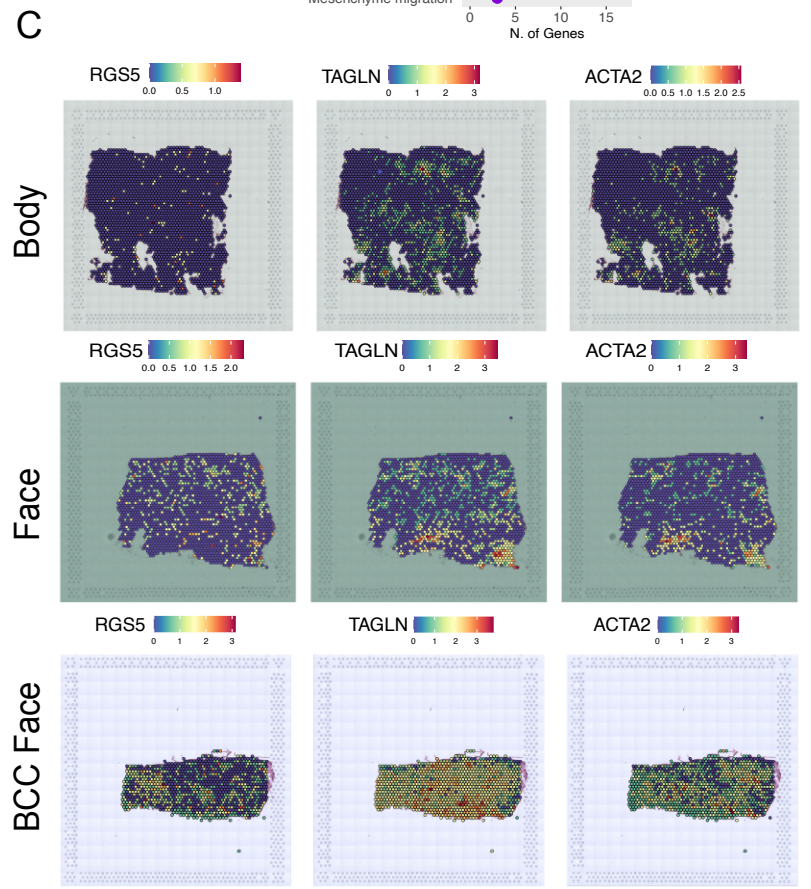 Mesenchyme migration
0 5 10 15
N. of Genes
C
RGS5 TAGLN ACTA2
0.0 0.5 1.0 0 1 2 3 0.0 0.5 1.0 1.5 2.0 2.5
Body
RGS5 TAGLN ACTA2
0.0 0.5 1.0 1.5 2.0 0 1 2 3 0 1 2 3
Face
RGS5 TAGLN ACTA2
0 1 2 3 0 1 2 3 0 1 2 3
BCC Face